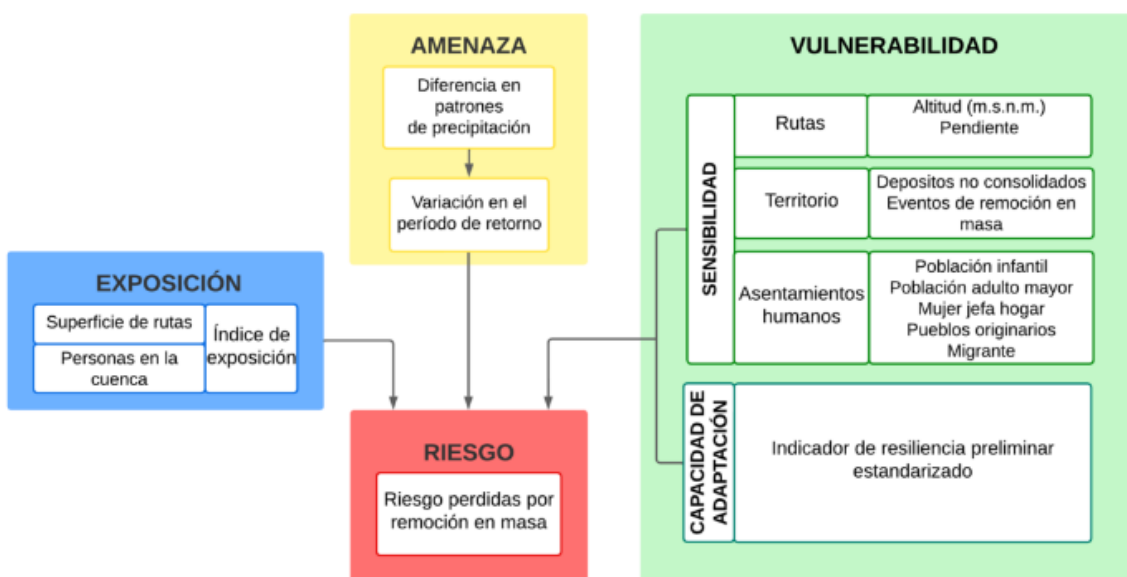 AMENAZA
Diferencia en
patrones
de precipitación
Variación en el
período de retorno
EXPOSICIÓN
Superficie de rutas
Personas en la
cuenca
Índice de
exposición
RIESGO
Riesgo perdidas por
remoción en masa
VULNERABILIDAD
SENSIBILIDAD
Rutas
Altitud (m.s.n.m.)
Pendiente
Territorio
Depositos no consolidados
Eventos de remoción en
masa
Asentamientos
humanos
Población infantil
Población adulto mayor
Mujer jefa hogar
Pueblos originarios
Migrante
CAPACIDAD DE
ADAPTACIÓN
Indicador de resiliencia preliminar
estandarizado